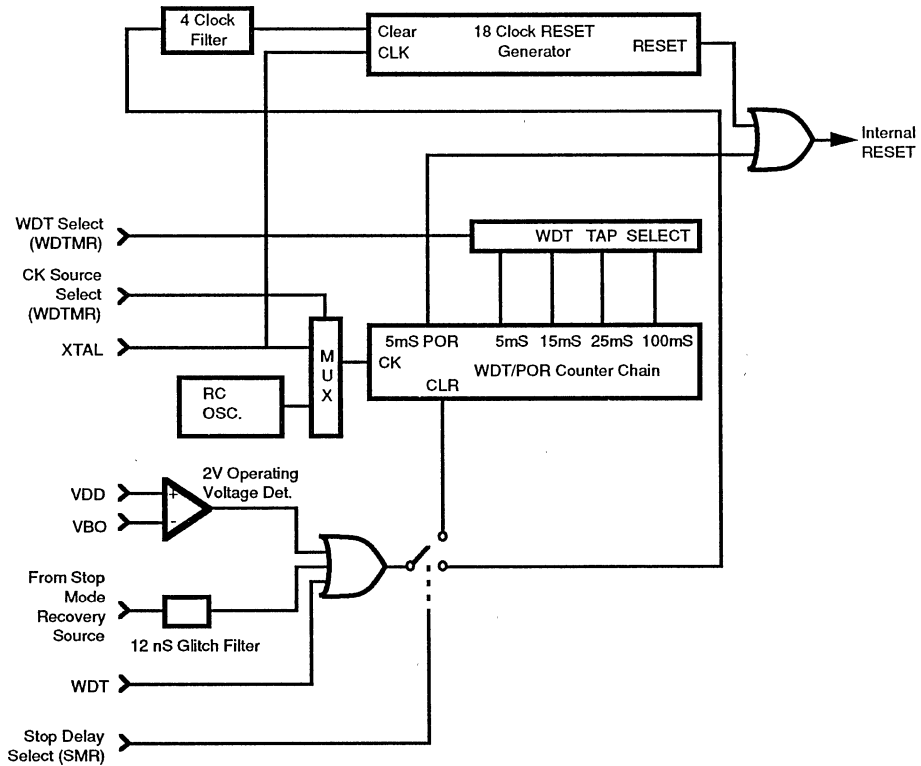 4 Clock
Filter
Clear
CLK
18 Clock RESET
Generator
RESET
Internal
RESET
WDT Select
(WDTMR)
WDT TAP SELECT
CK Source
Select
(WDTMR)
XTAL
M
U
X
5mS POR
5mS 15mS 25mS 100mS
CK
WDT/POR Counter Chain
CLR
RC
OSC.
2V Operating
Voltage Det.
VDD
+
VBO
-
From Stop
Mode
Recovery
Source
12 nS Glitch Filter
WDT
Stop Delay
Select (SMR)